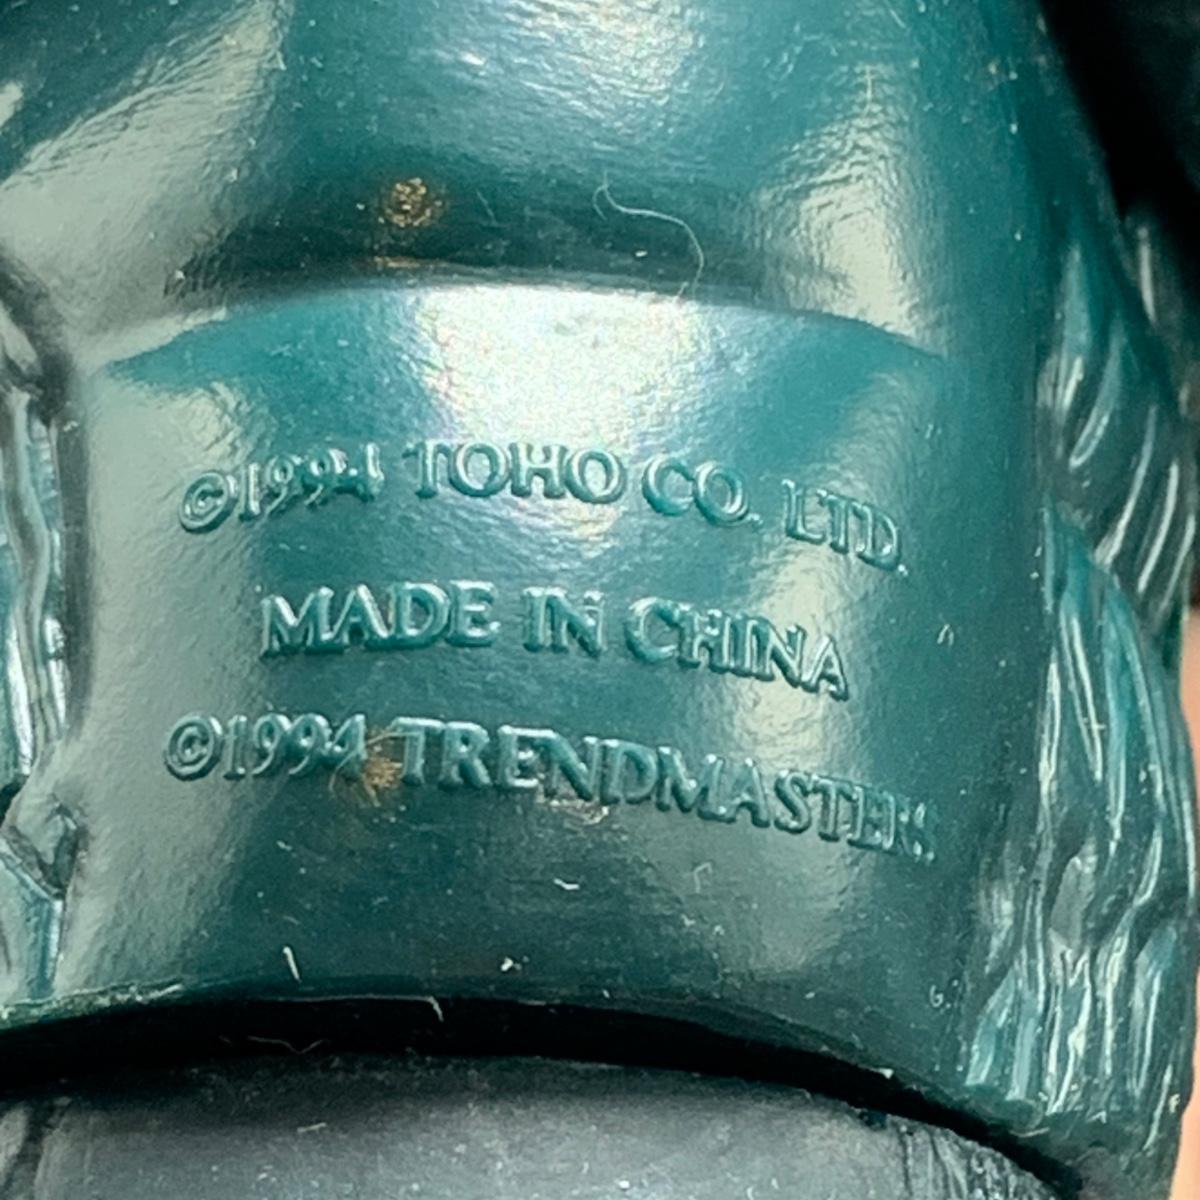 ©1994 TOHO CO. LTD.
MADE IN CHINA
©1994 TRENDMASTERS